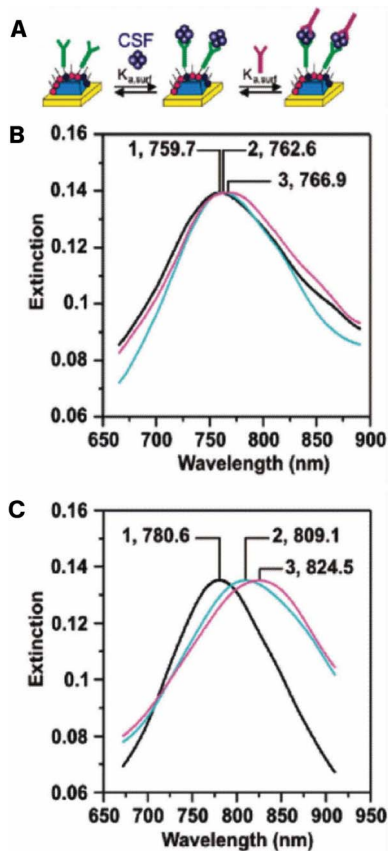 A
CSF
Ka,surf
Ka,surf
B
0.16
1, 759.7
2, 762.6
3, 766.9
0.14
0.12
0.1
0.08
0.06
Extinction
650 700 750 800 850 900
Wavelength (nm)
C
0.16
1, 780.6
2, 809.1
3, 824.5
0.14
0.12
0.1
0.08
0.06
Extinction
700 750 800 850 900
Wavelength (nm)